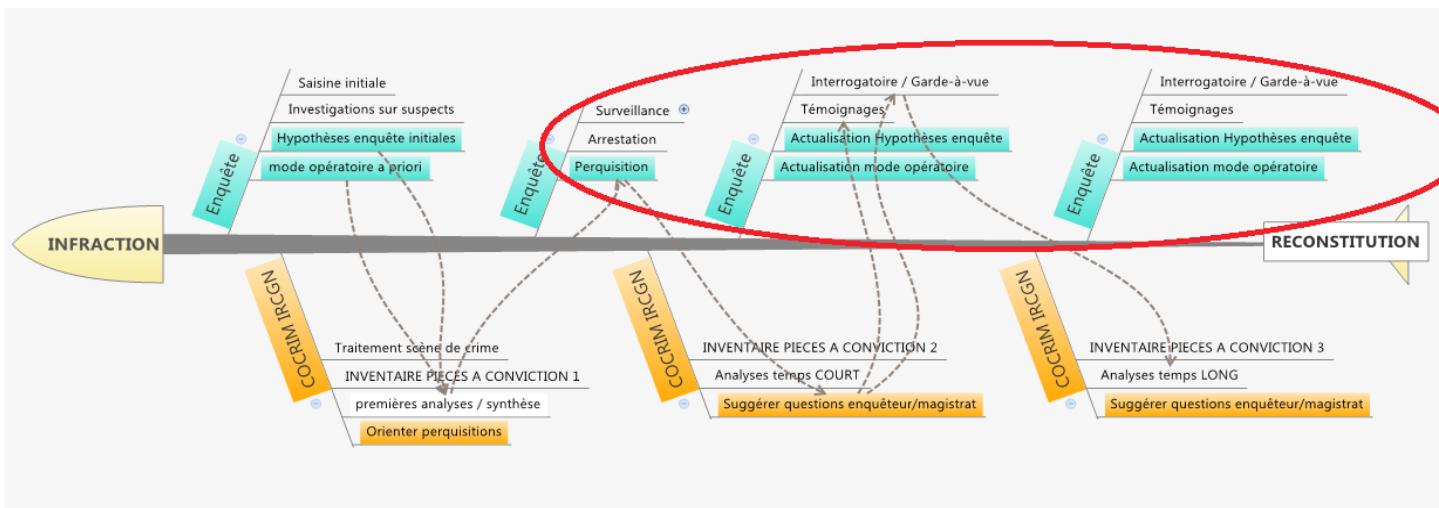 Saisine initiale
Investigations sur suspects
Hypothèses enquête initiales
mode opératoire a priori
Enquête
Surveillance
Arrestation
Perquisition
Enquête
Interrogatoire / Garde-à-vue
Témoignages
Actualisation Hypothèses enquête
Actualisation mode opératoire
Enquête
Interrogatoire / Garde-à-vue
Témoignages
Actualisation Hypothèses enquête
Actualisation mode opératoire
Enquête
INFRACTION
RECONSTITUTION
COCRIM IRCGN
Traitement scène de crime
INVENTAIRE PIECES A CONVICTION 1
premières analyses / synthèse
Orienter perquisitions
COCRIM IRCGN
INVENTAIRE PIECES A CONVICTION 2
Analyses temps COURT
Suggérer questions enquêteur/magistrat
COCRIM IRCGN
INVENTAIRE PIECES A CONVICTION 3
Analyses temps LONG
Suggérer questions enquêteur/magistrat